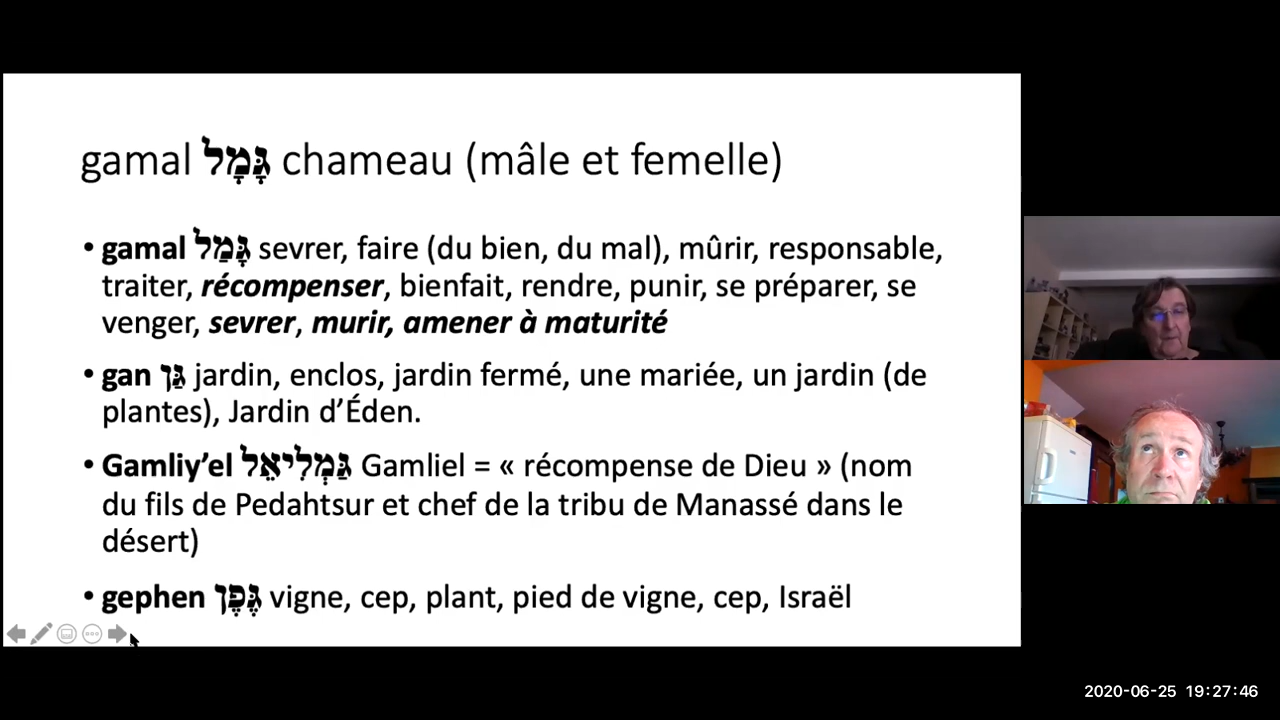 gamal גָּמָל chameau (mâle et femelle)
• gamal גָּמַל sevrer, faire (du bien, du mal), mûrir, responsable,
traiter, récompenser, bienfait, rendre, punir, se préparer, se
venger, sevrer, murir, amener à maturité
• gan גַּן jardin, enclos, jardin fermé, une mariée, un jardin (de
plantes), Jardin d’Éden.
• Gamliy’el גַּמְלִיאֵל Gamliel = « récompense de Dieu » (nom
du fils de Pedahtsur et chef de la tribu de Manassé dans le
désert)
• gephen גֶּפֶן vigne, cep, plant, pied de vigne, cep, Israël
2020-06-25 19:27:46